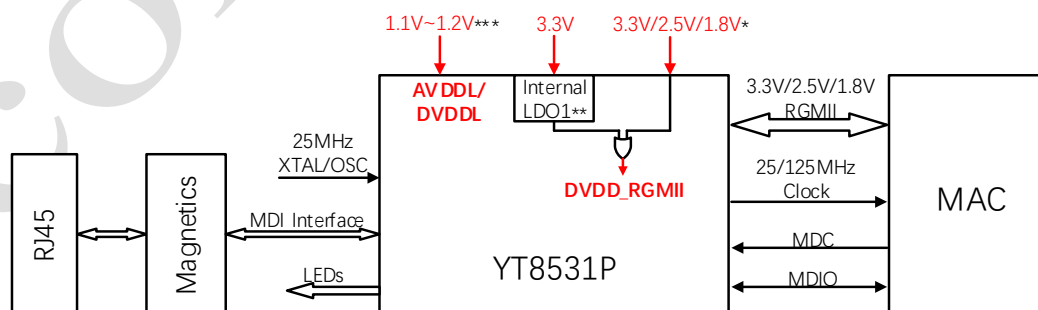 1.1V~1.2V*** 3.3V 3.3V/2.5V/1.8V*
AVDDL/
DVDDL
Internal
LDO1**
3.3V/2.5V/1.8V
RGMII
25MHz
XTAL/OSC
DVDD_RGMII
25/125MHz
Clock
RJ45
Magnetics
MDI Interface
MAC
MDC
YT8531P
LEDs
MDIO